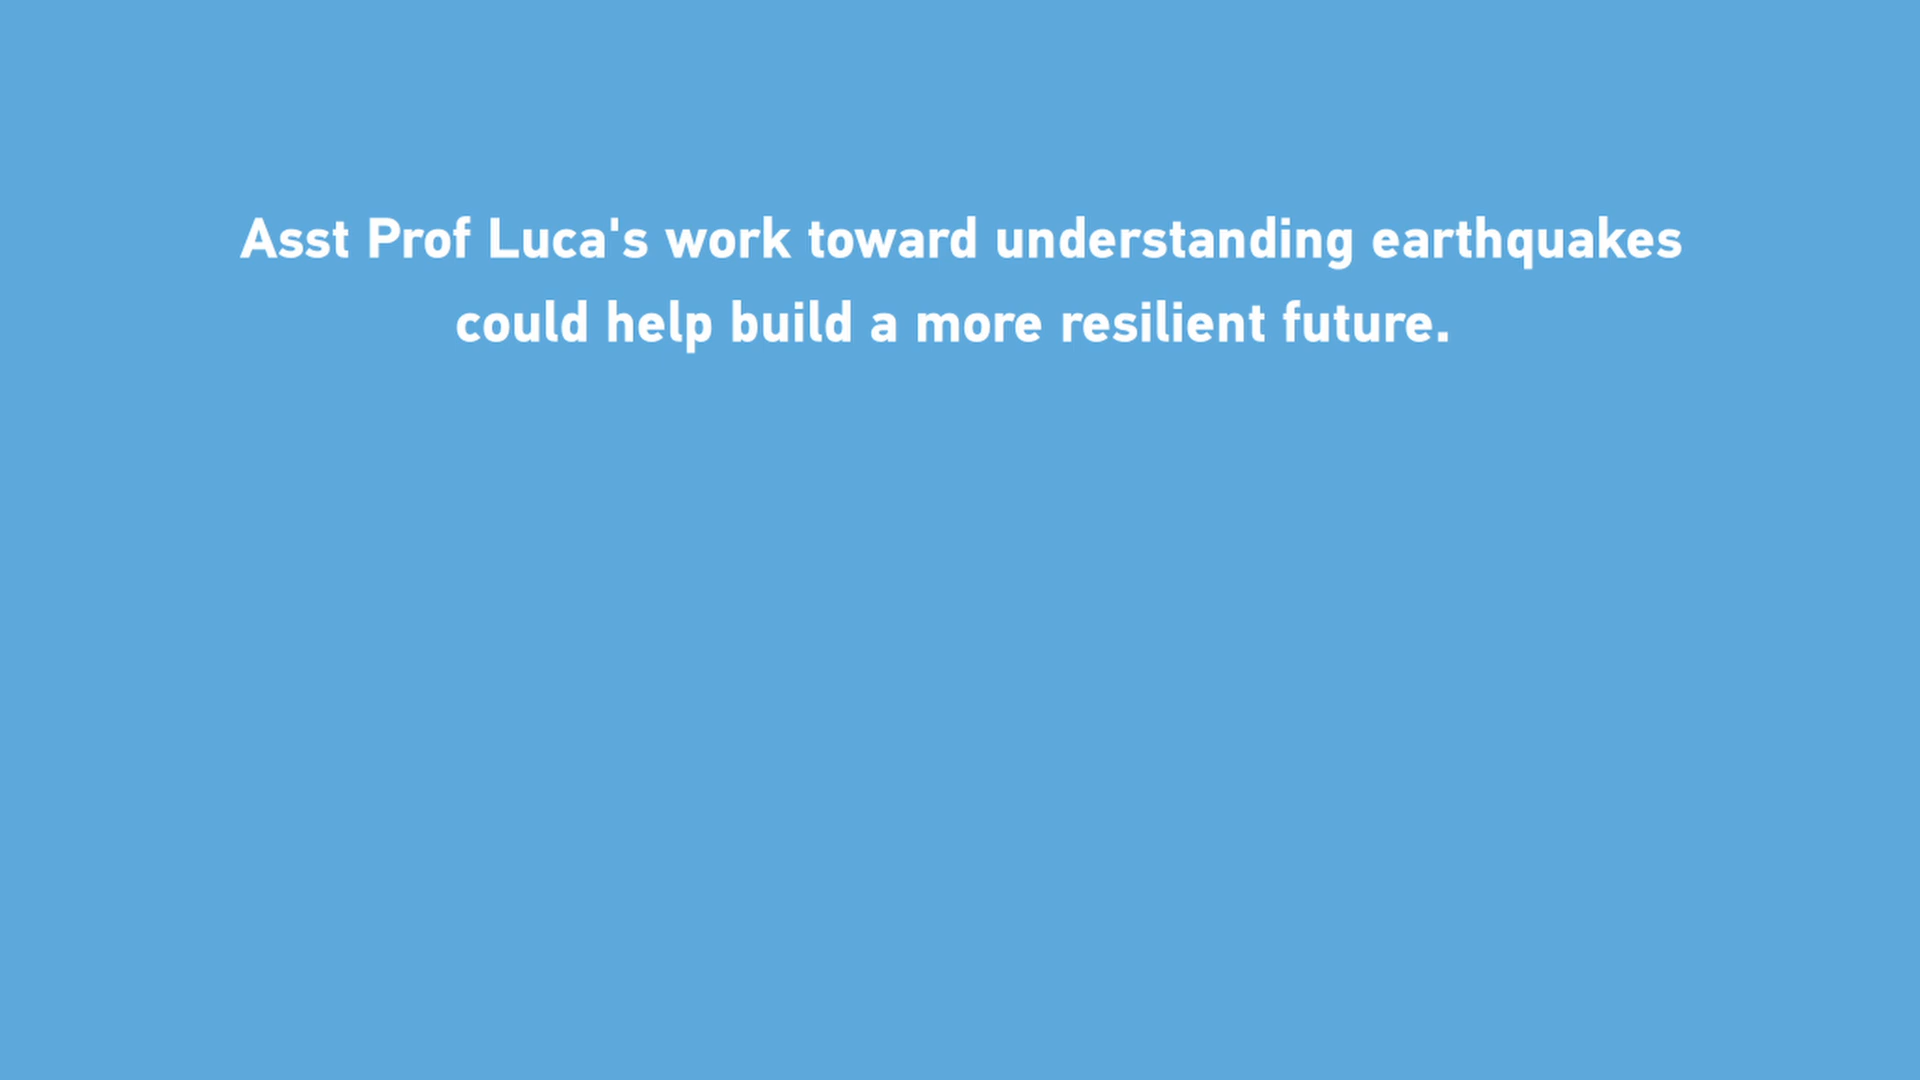 Asst Prof Luca's work toward understanding earthquakes
could help build a more resilient future.